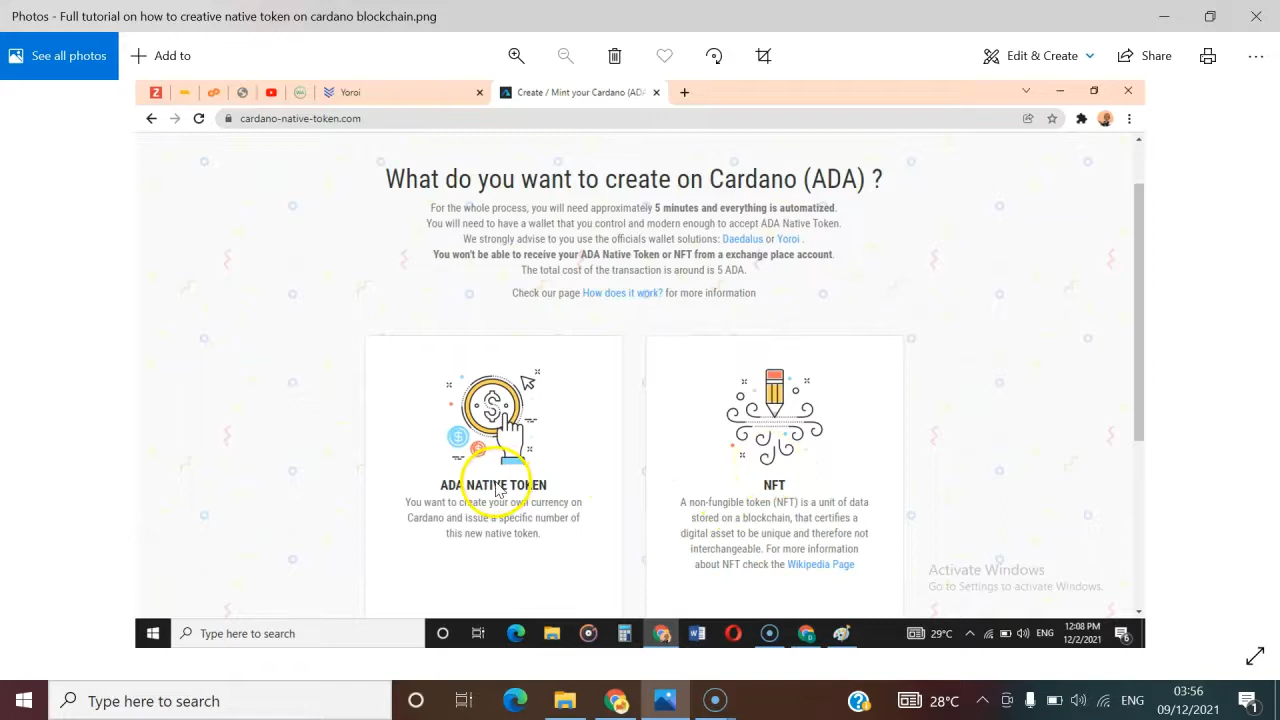 Photos - Full tutorial on how to creative native token on cardano blockchain.png
See all photos
Add to
Edit & Create
Share
Yoroi
Create / Mint your Cardano (ADA
cardano-native-token.com
What do you want to create on Cardano (ADA) ?
For the whole process, you will need approximately 5 minutes and everything is automatized.
You will need to have a wallet that you control and modern enough to accept ADA Native Token.
We strongly advise to you use the officials wallet solutions: Daedalus or Yoroi .
You won't be able to receive your ADA Native Token or NFT from a exchange place account.
The total cost of the transaction is around is 5 ADA.
Check our page How does it work? for more information
ADA NATIVE TOKEN
You want to create your own currency on
Cardano and issue a specific number of
this new native token.
NFT
A non-fungible token (NFT) is a unit of data
stored on a blockchain, that certifies a
digital asset to be unique and therefore not
interchangeable. For more information
about NFT check the Wikipedia Page
Activate Windows
Go to Settings to activate Windows.
Type here to search
29°C
ENG
12:08 PM
12/2/2021
6
Type here to search
28°C
ENG
03:56
09/12/2021
1